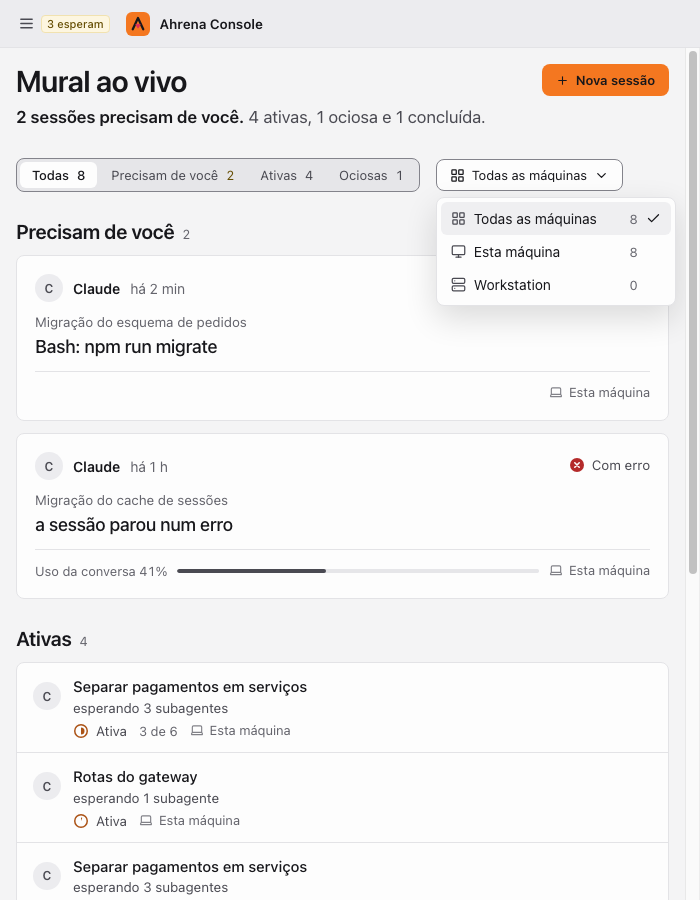 3 esperam
Ahrena Console
Mural ao vivo
+ Nova sessão
2 sessões precisam de você. 4 ativas, 1 ociosa e 1 concluída.
Todas 8
Precisam de você 2
Ativas 4
Ociosas 1
Todas as máquinas
Todas as máquinas 8
Esta máquina 8
Workstation 0
Precisam de você 2
C
Claude há 2 min
Migração do esquema de pedidos
Bash: npm run migrate
Esta máquina
C
Claude há 1 h
Com erro
Migração do cache de sessões
a sessão parou num erro
Uso da conversa 41%
Esta máquina
Ativas 4
C
Separar pagamentos em serviços
esperando 3 subagentes
Ativa 3 de 6 Esta máquina
C
Rotas do gateway
esperando 1 subagente
Ativa Esta máquina
C
Separar pagamentos em serviços
esperando 3 subagentes